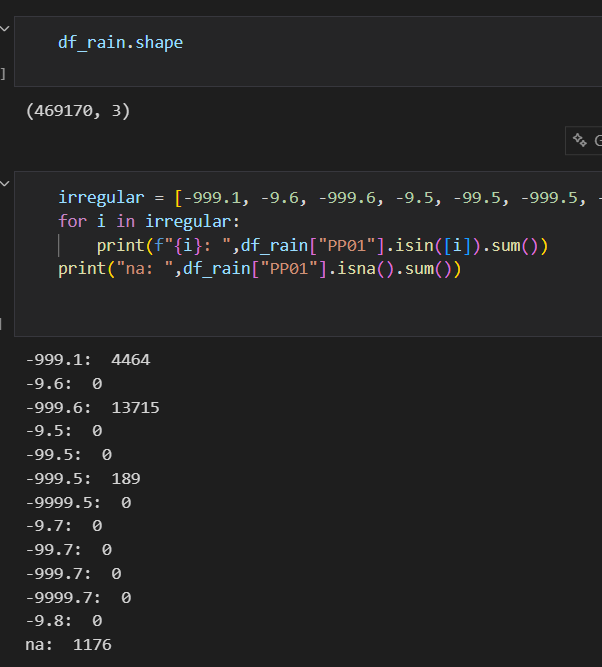 df_rain.shape
]
(469170, 3)
G
irregular = [-999.1, -9.6, -999.6, -9.5, -99.5, -999.5, -
for i in irregular:
print(f"{i}: ",df_rain["PP01"].isin([i]).sum())
print("na: ",df_rain["PP01"].isna().sum())
-999.1:  4464
-9.6:  0
-999.6:  13715
-9.5:  0
-99.5:  0
-999.5:  189
-9999.5:  0
-9.7:  0
-99.7:  0
-999.7:  0
-9999.7:  0
-9.8:  0
na:  1176